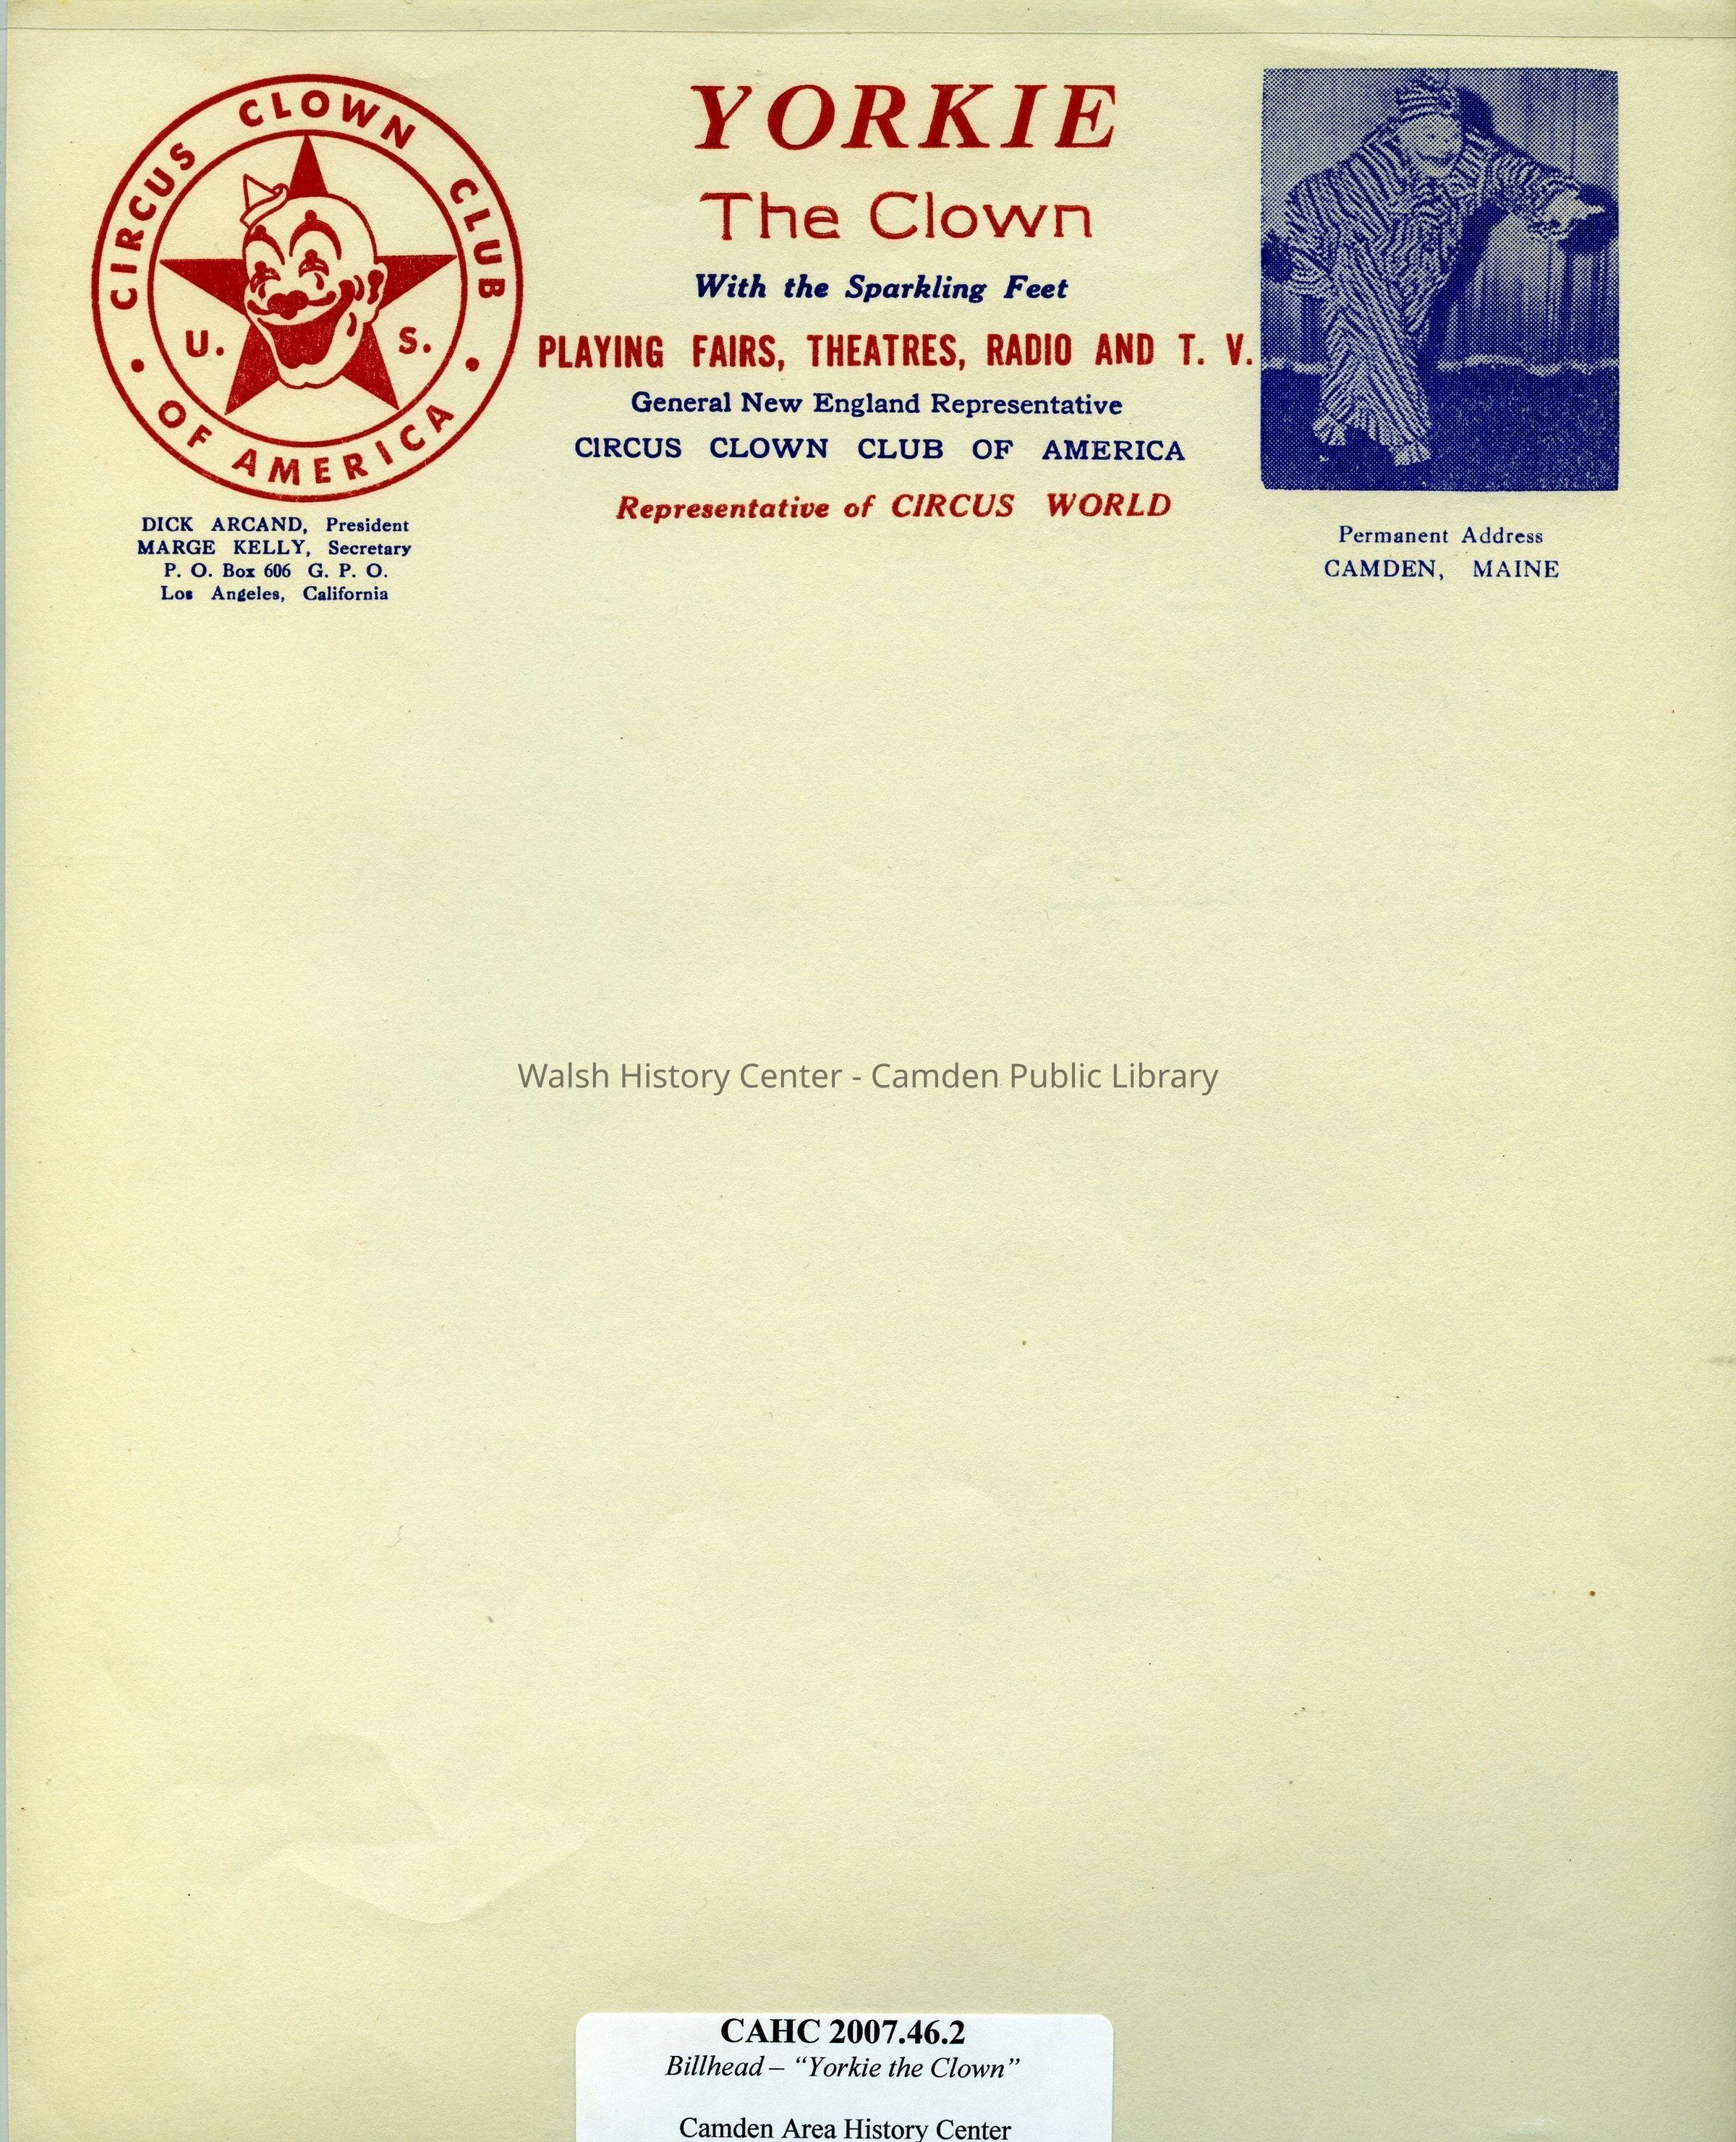 CIRCUS CLOWN CLUB
OF AMERICA
U. S.
DICK ARCAND, President
MARGE KELLY, Secretary
P. O. Box 606 G. P. O.
Los Angeles, California
YORKIE
The Clown
With the Sparkling Feet
PLAYING FAIRS, THEATRES, RADIO AND T. V.
General New England Representative
CIRCUS CLOWN CLUB OF AMERICA
Representative of CIRCUS WORLD
Permanent Address
CAMDEN, MAINE
Walsh History Center - Camden Public Library
CAHC 2007.46.2
Billhead – “Yorkie the Clown”
Camden Area History Center